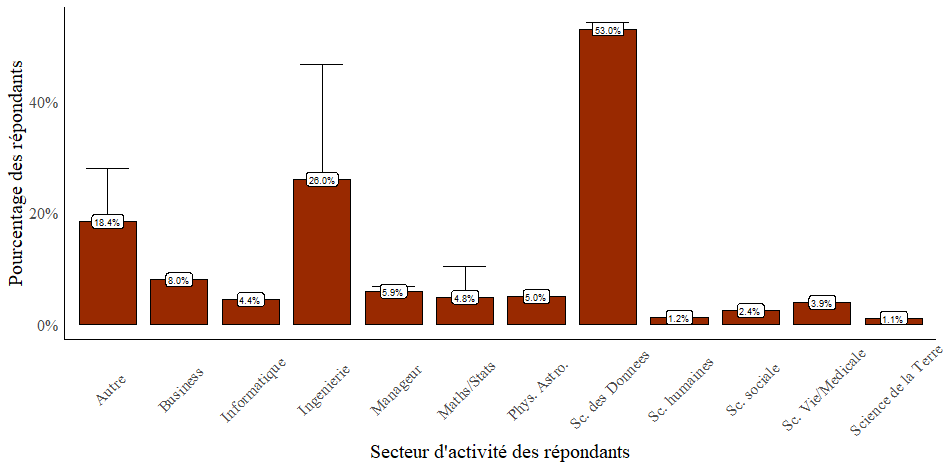 Pourcentage des répondants
40%
20%
0%
18.4%
8.0%
4.4%
26.0%
5.9%
4.8%
5.0%
53.0%
1.2%
2.4%
3.9%
1.1%
Autre
Business
Informatique
Ingenierie
Manageur
Maths/Stats
Phys. Astro.
Sc. des Donnees
Sc. humaines
Sc. sociale
Sc. Vie/Medicale
Science de la Terre
Secteur d'activité des répondants